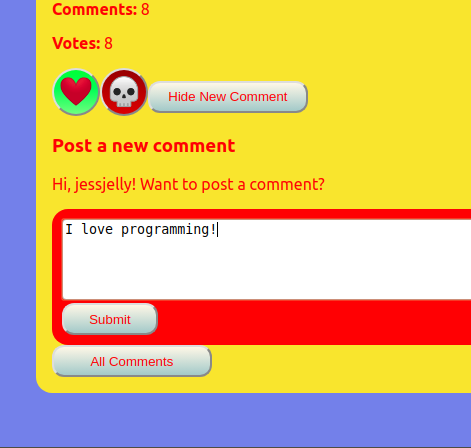 Comments: 8
Votes: 8
Hide New Comment
Post a new comment
Hi, jessjelly! Want to post a comment?
I love programming!
Submit
All Comments